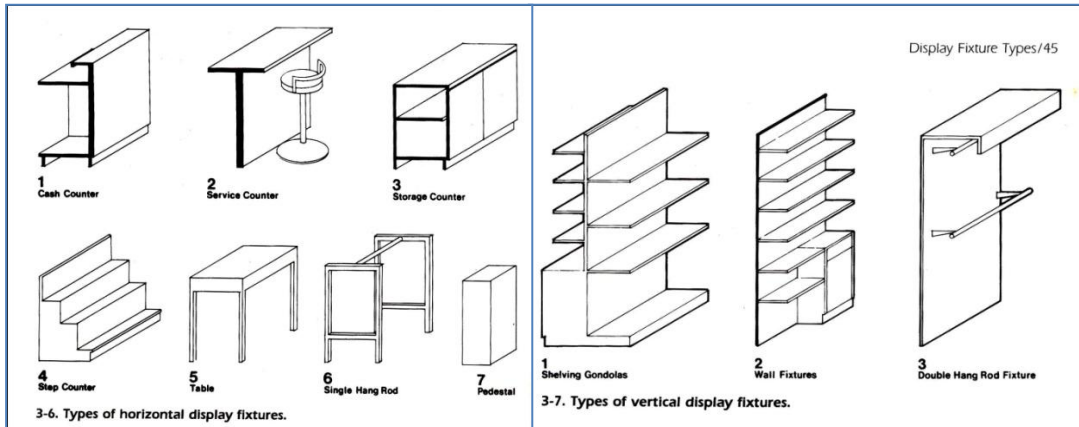 1
Cash Counter
2
Service Counter
3
Storage Counter
4
Step Counter
5
Table
6
Single Hang Rod
7
Pedestal
3-6. Types of horizontal display fixtures.
Display Fixture Types/45
1
Shelving Gondolas
2
Wall Fixtures
3
Double Hang Rod Fixture
3-7. Types of vertical display fixtures.